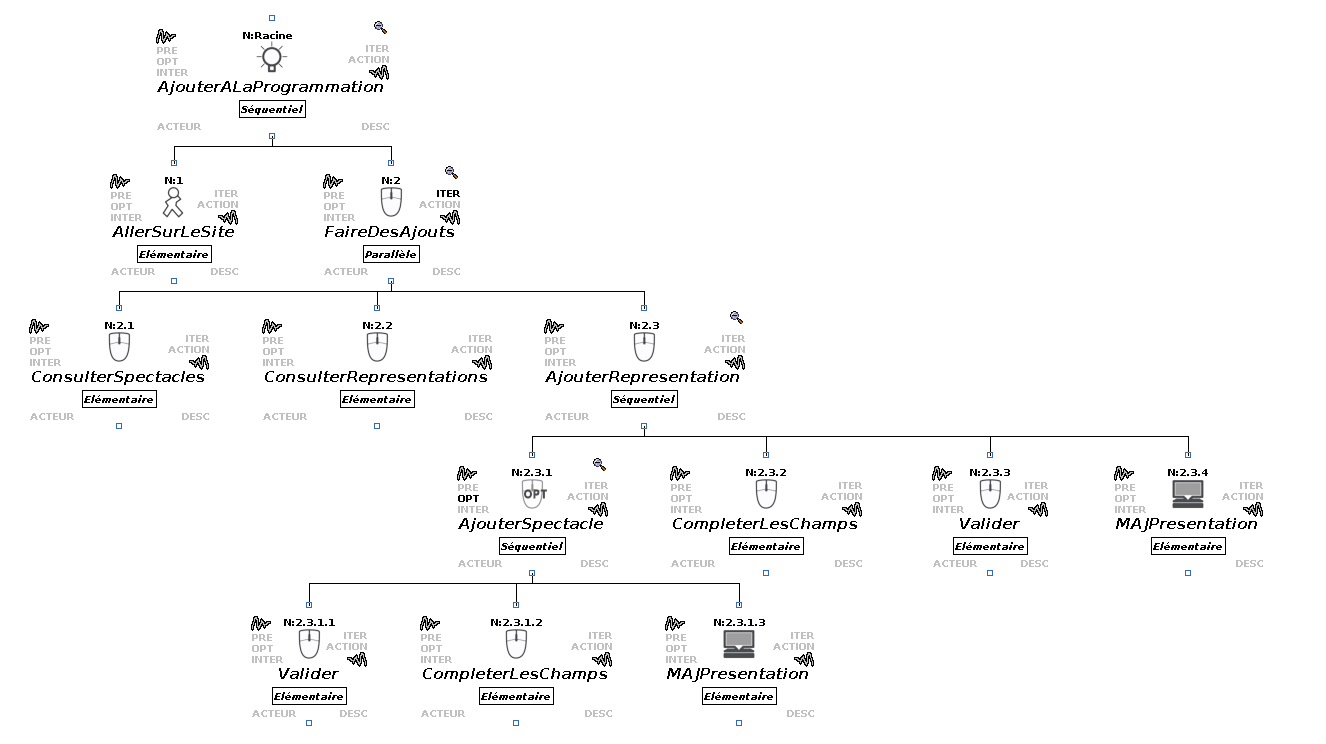 N:Racine
PRE
OPT
INTER
ITER
ACTION
AjouterALaProgrammation
Séquentiel
ACTEUR DESC
N:1
PRE
OPT
INTER
ITER
ACTION
AllerSurLeSite
Elémentaire
ACTEUR DESC
N:2
PRE
OPT
INTER
ITER
ACTION
FaireDesAjouts
Parallèle
ACTEUR DESC
N:2.1
PRE
OPT
INTER
ITER
ACTION
ConsulterSpectacles
Elémentaire
ACTEUR DESC
N:2.2
PRE
OPT
INTER
ITER
ACTION
ConsulterRepresentations
Elémentaire
ACTEUR DESC
N:2.3
PRE
OPT
INTER
ITER
ACTION
AjouterRepresentation
Séquentiel
ACTEUR DESC
N:2.3.1
PRE
OPT
INTER
OPT
ITER
ACTION
AjouterSpectacle
Séquentiel
ACTEUR DESC
N:2.3.2
PRE
OPT
INTER
ITER
ACTION
CompleterLesChamps
Elémentaire
ACTEUR DESC
N:2.3.3
PRE
OPT
INTER
ITER
ACTION
Valider
Elémentaire
ACTEUR DESC
N:2.3.4
PRE
OPT
INTER
ITER
ACTION
MAJPresentation
Elémentaire
ACTEUR DESC
N:2.3.1.1
PRE
OPT
INTER
ITER
ACTION
Valider
Elémentaire
ACTEUR DESC
N:2.3.1.2
PRE
OPT
INTER
ITER
ACTION
CompleterLesChamps
Elémentaire
ACTEUR DESC
N:2.3.1.3
PRE
OPT
INTER
ITER
ACTION
MAJPresentation
Elémentaire
ACTEUR DESC